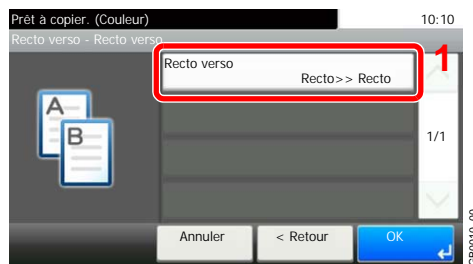 Prêt à copier. (Couleur)
10:10
Recto verso - Recto verso
1
Recto verso
Recto>> Recto
A
B
1/1
Annuler
< Retour
OK